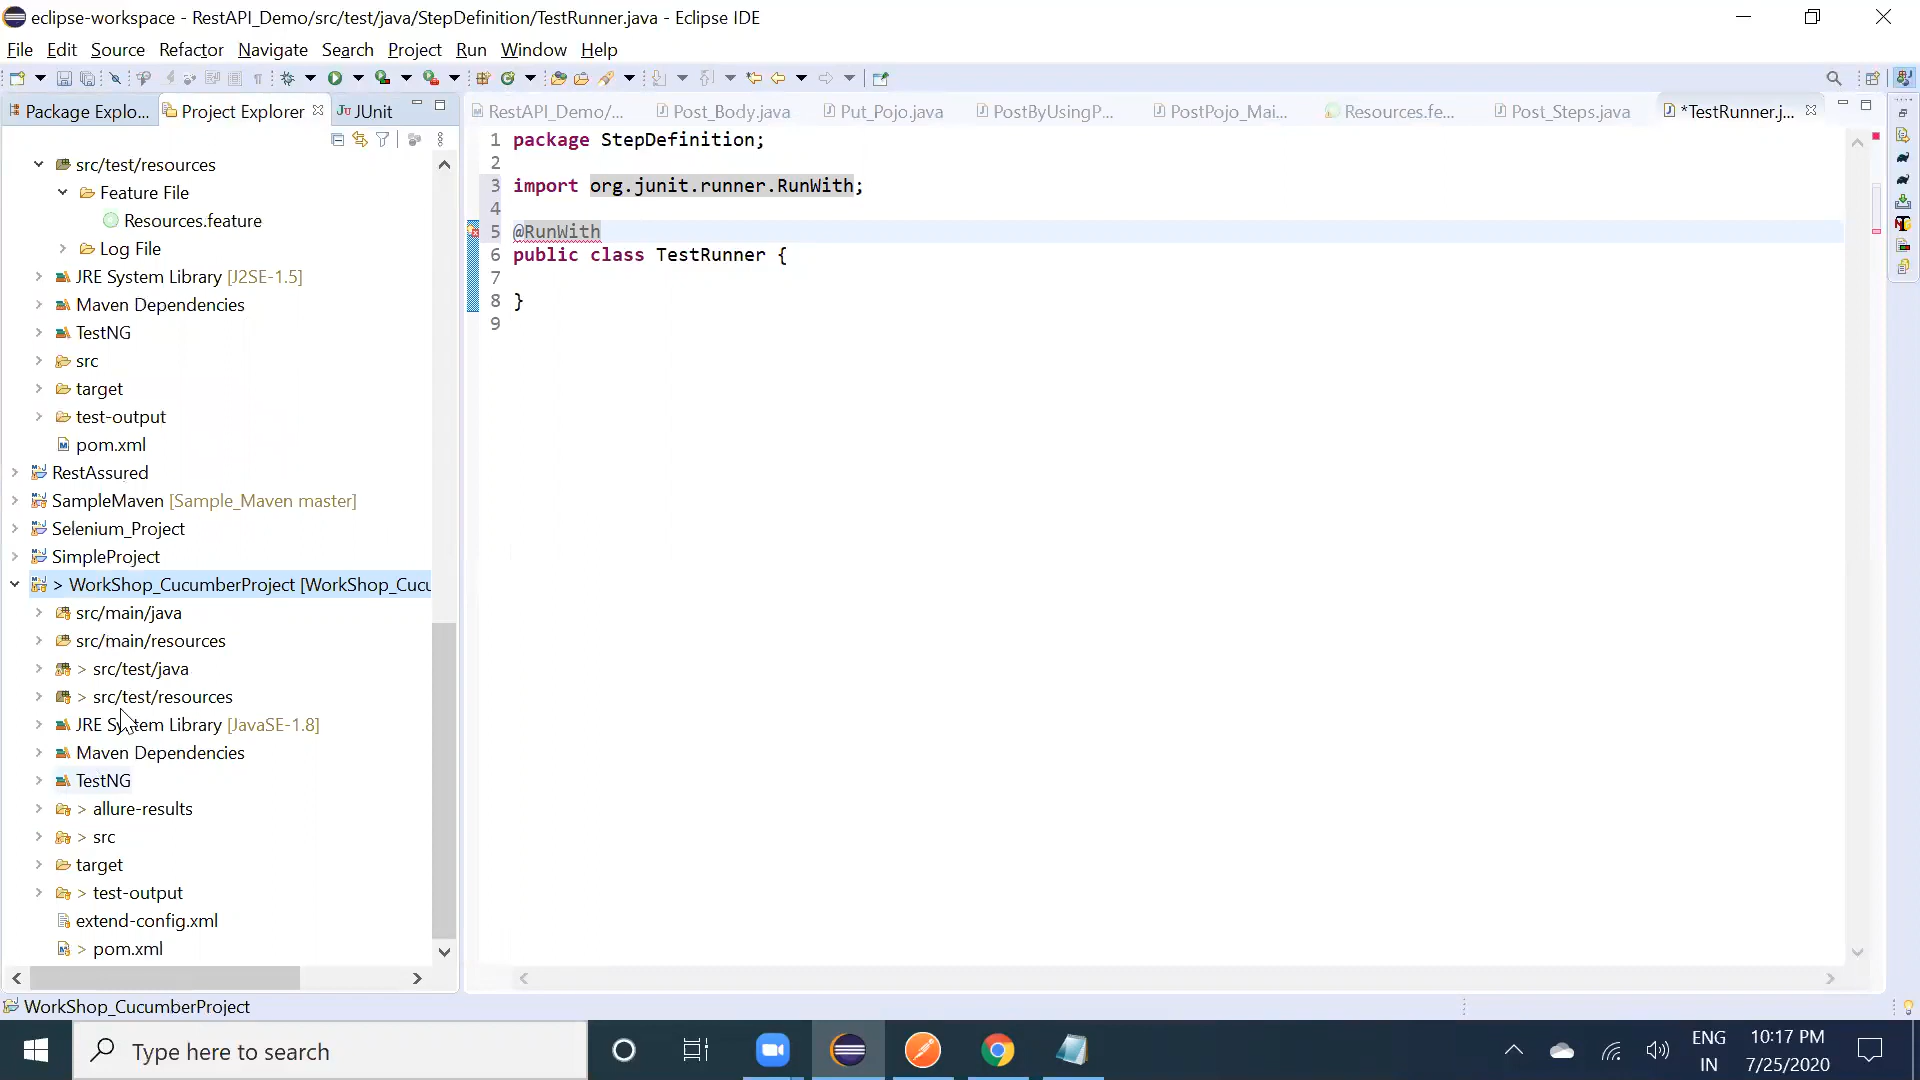 eclipse-workspace - RestAPI_Demo/src/test/java/StepDefinition/TestRunner.java - Eclipse IDE
File Edit Source Refactor Navigate Search Project Run Window Help
Package Explo... Project Explorer JUnit
RestAPI_Demo/... Post_Body.java Put_Pojo.java PostByUsingP... PostPojo_Mai... Resources.fe... Post_Steps.java *TestRunner.j...
src/test/resources
Feature File
Resources.feature
Log File
JRE System Library [J2SE-1.5]
Maven Dependencies
TestNG
src
target
test-output
pom.xml
RestAssured
SampleMaven [Sample_Maven master]
Selenium_Project
SimpleProject
> WorkShop_CucumberProject [WorkShop_Cucu
src/main/java
src/main/resources
> src/test/java
> src/test/resources
JRE System Library [JavaSE-1.8]
Maven Dependencies
TestNG
> allure-results
> src
target
> test-output
extend-config.xml
> pom.xml
1 package StepDefinition;
2
3 import org.junit.runner.RunWith;
4
5 @RunWith
6 public class TestRunner {
7
8 }
9
WorkShop_CucumberProject
Type here to search
ENG
IN
10:17 PM
7/25/2020